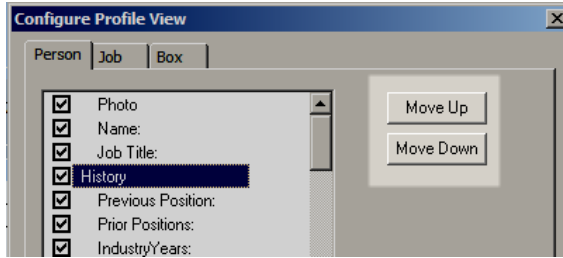 Configure Profile View
Person Job Box
Photo
Name:
Job Title:
History
Previous Position:
Prior Positions:
IndustryYears:
Move Up
Move Down